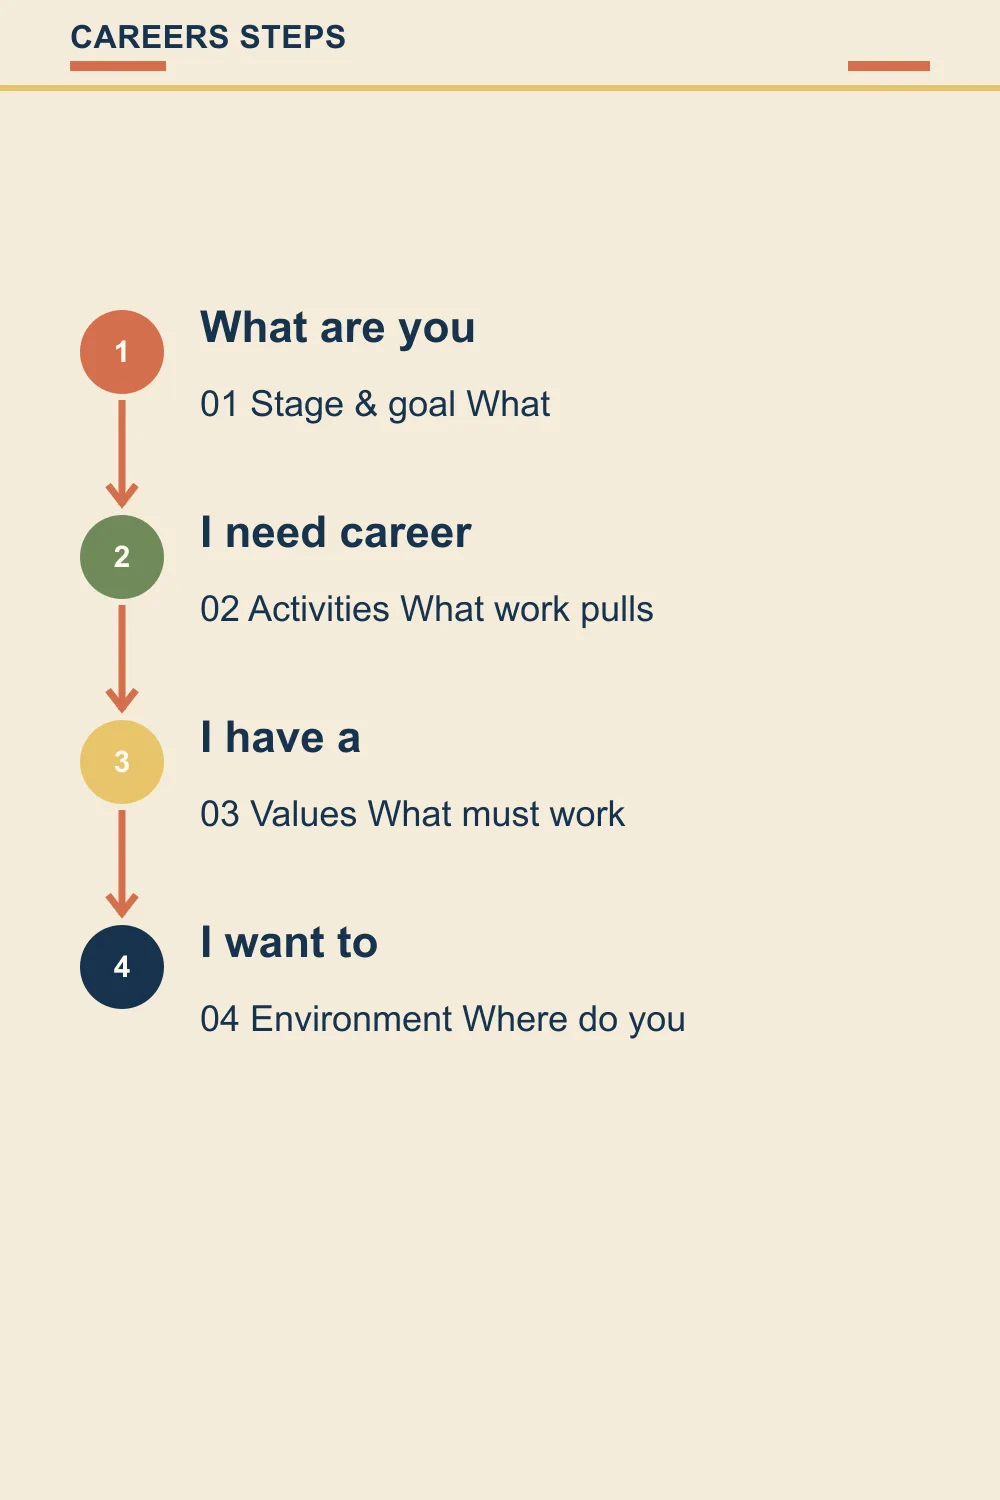 CAREERS STEPS
1
What are you
01 Stage & goal What
2
I need career
02 Activities What work pulls
3
I have a
03 Values What must work
4
I want to
04 Environment Where do you